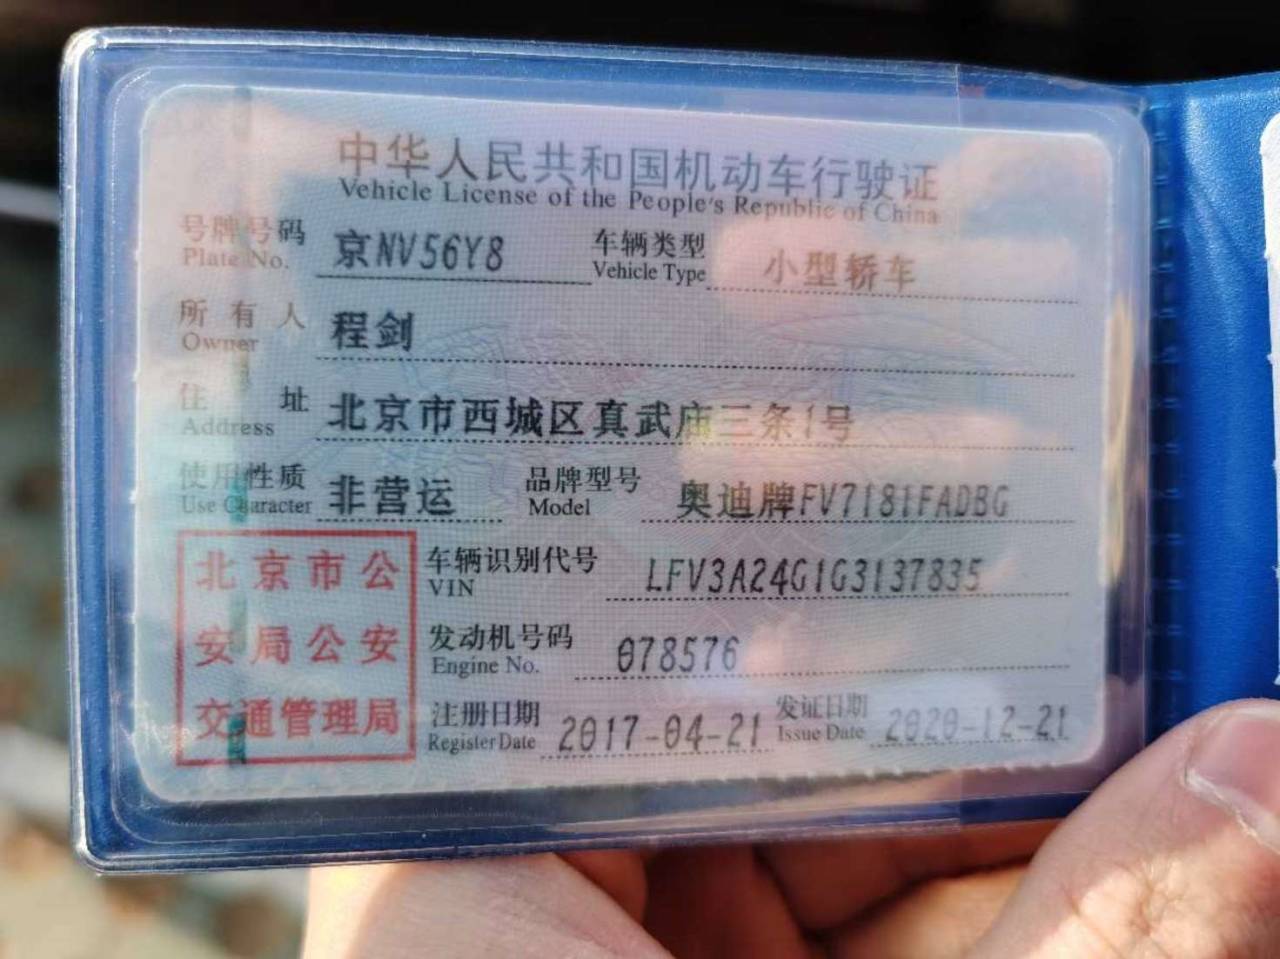 中华人民共和国机动车行驶证
Vehicle License of the People's Republic of China
号牌号码 京NV56Y8 车辆类型 小型轿车
Plate No. Vehicle Type
所有人 程剑
Owner
住址 北京市西城区真武庙三条1号
Address
使用性质 非营运 品牌型号 奥迪牌FV7181FADBG
Use Character Model
北京市公 车辆识别代号 LFV3A24G1G3137835
VIN
安局公安 发动机号码 078576
Engine No.
交通管理局 注册日期 2017-04-21 发证日期 2020-12-21
Register Date Issue Date